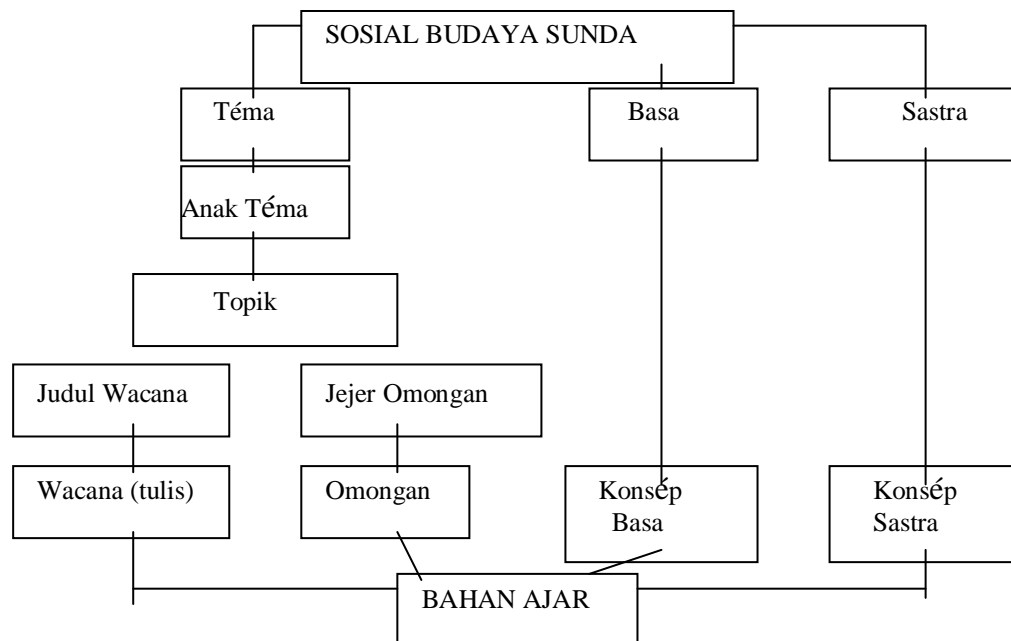 SOSIAL BUDAYA SUNDA
Téma
Basa
Sastra
Anak Téma
Topik
Judul Wacana
Jejer Omongan
Wacana (tulis)
Omongan
Konsép
Basa
Konsép
Sastra
BAHAN AJAR